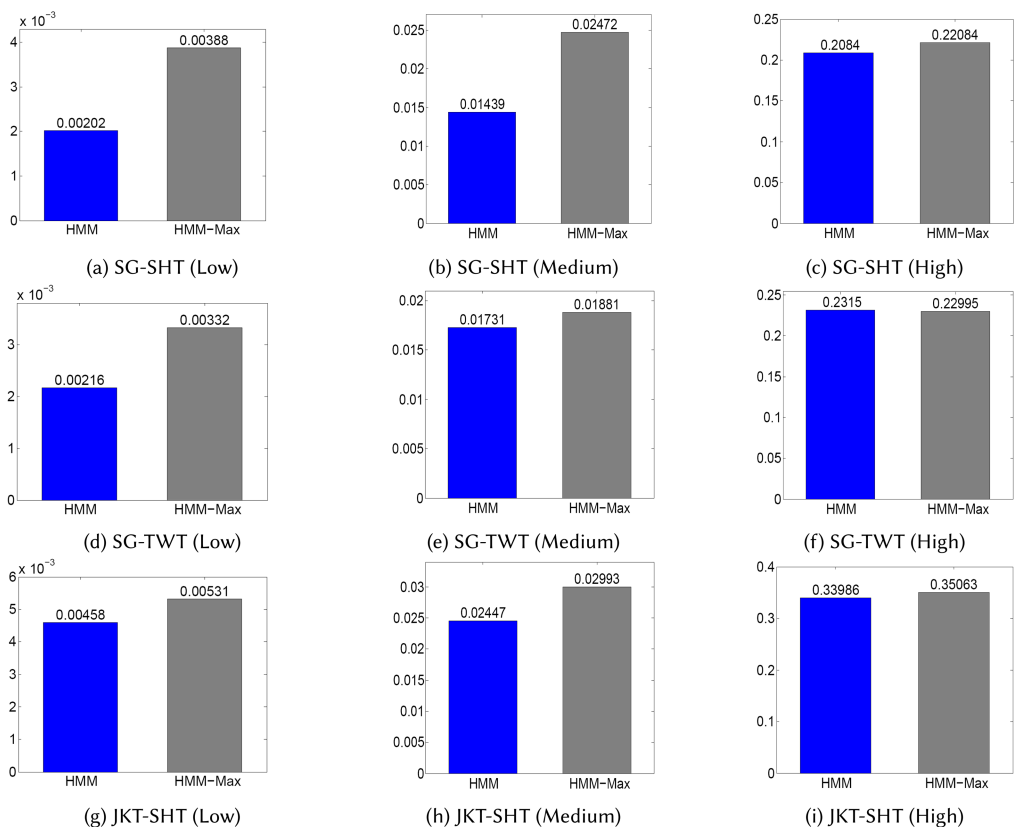 x 10⁻³
4
3
2
1
0
0.00202
0.00388
HMM
HMM−Max
(a) SG-SHT (Low)
0.025
0.02
0.015
0.01
0.005
0
0.01439
0.02472
HMM
HMM−Max
(b) SG-SHT (Medium)
0.25
0.2
0.15
0.1
0.05
0
0.2084
0.22084
HMM
HMM−Max
(c) SG-SHT (High)
x 10⁻³
3
2
1
0
0.00216
0.00332
HMM
HMM−Max
(d) SG-TWT (Low)
0.02
0.015
0.01
0.005
0
0.01731
0.01881
HMM
HMM−Max
(e) SG-TWT (Medium)
0.25
0.2
0.15
0.1
0.05
0
0.2315
0.22995
HMM
HMM−Max
(f) SG-TWT (High)
x 10⁻³
6
5
4
3
2
1
0
0.00458
0.00531
HMM
HMM−Max
(g) JKT-SHT (Low)
0.03
0.025
0.02
0.015
0.01
0.005
0
0.02447
0.02993
HMM
HMM−Max
(h) JKT-SHT (Medium)
0.4
0.3
0.2
0.1
0
0.33986
0.35063
HMM
HMM−Max
(i) JKT-SHT (High)